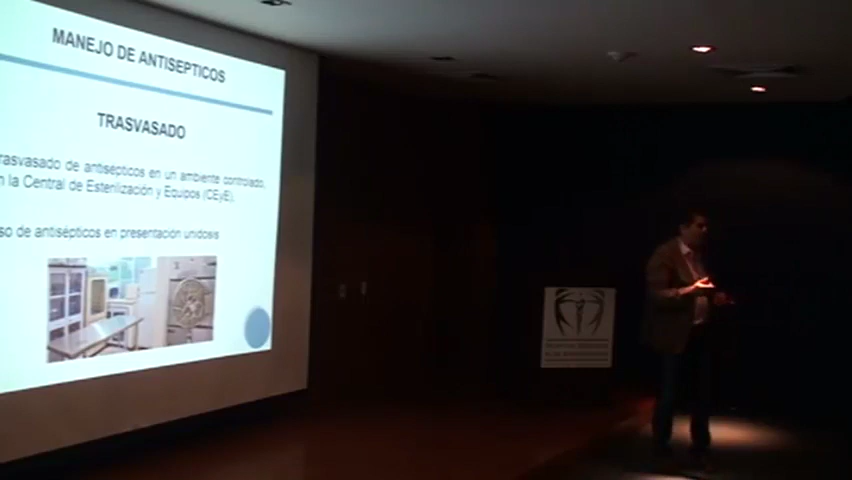 MANEJO DE ANTISEPTICOS
TRASVASADO
rasvasado de antisepticos en un ambiente controlado,
n la Central de Esterilización y Equipos (CEyE).
so de antisépticos en presentación unidosis